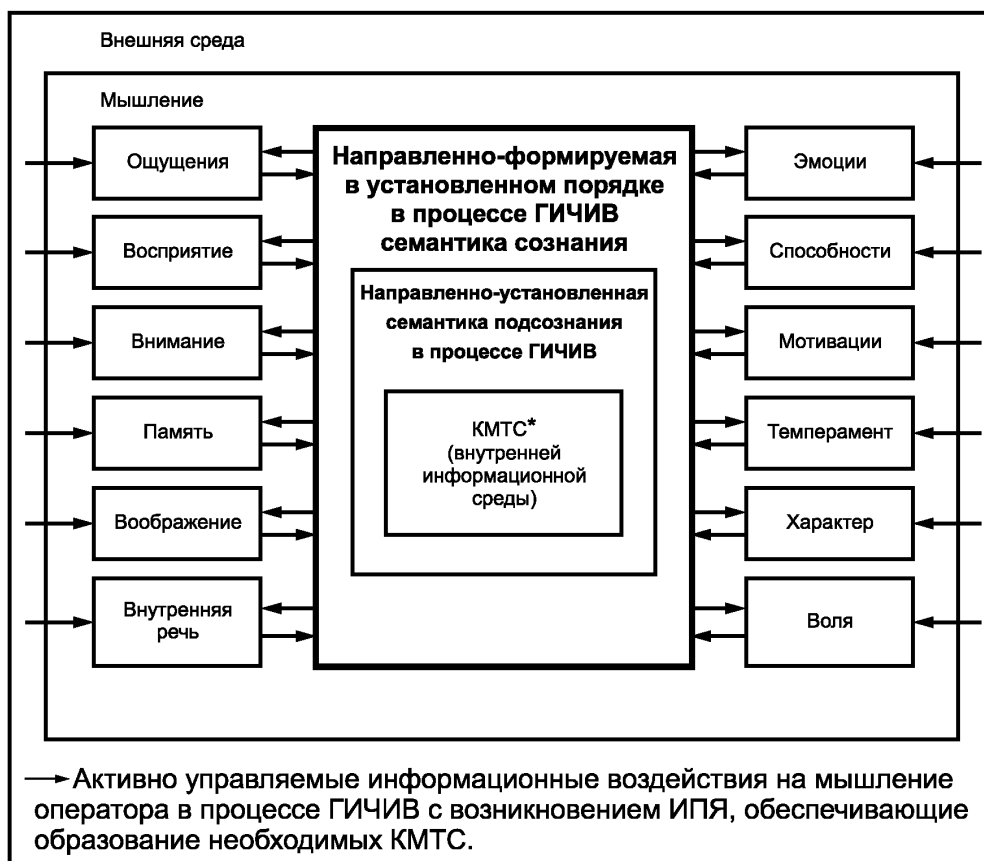 Внешняя среда
Мышление
Ощущения
Восприятие
Внимание
Память
Воображение
Внутренняя
речь
Направленно-формируемая
в установленном порядке
в процессе ГИЧИВ
семантика сознания
Направленно-установленная
семантика подсознания
в процессе ГИЧИВ
КМТС*
(внутренней
информационной
среды)
Эмоции
Способности
Мотивации
Темперамент
Характер
Воля
Активно управляемые информационные воздействия на мышление
оператора в процессе ГИЧИВ с возникновением ИПЯ, обеспечивающие
образование необходимых КМТС.